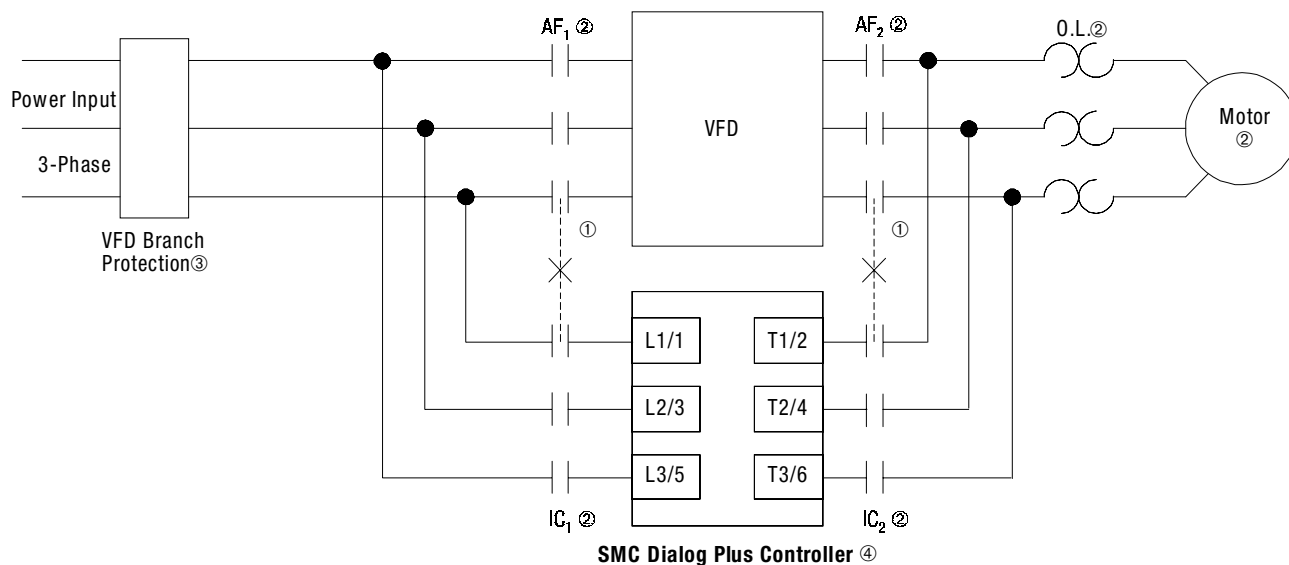 AF₁ ②
AF₂ ②
O.L.②
Power Input
3-Phase
VFD
Motor
②
VFD Branch
Protection③
①
①
L1/1
T1/2
L2/3
T2/4
L3/5
T3/6
IC₁ ②
IC₂ ②
SMC Dialog Plus Controller ④